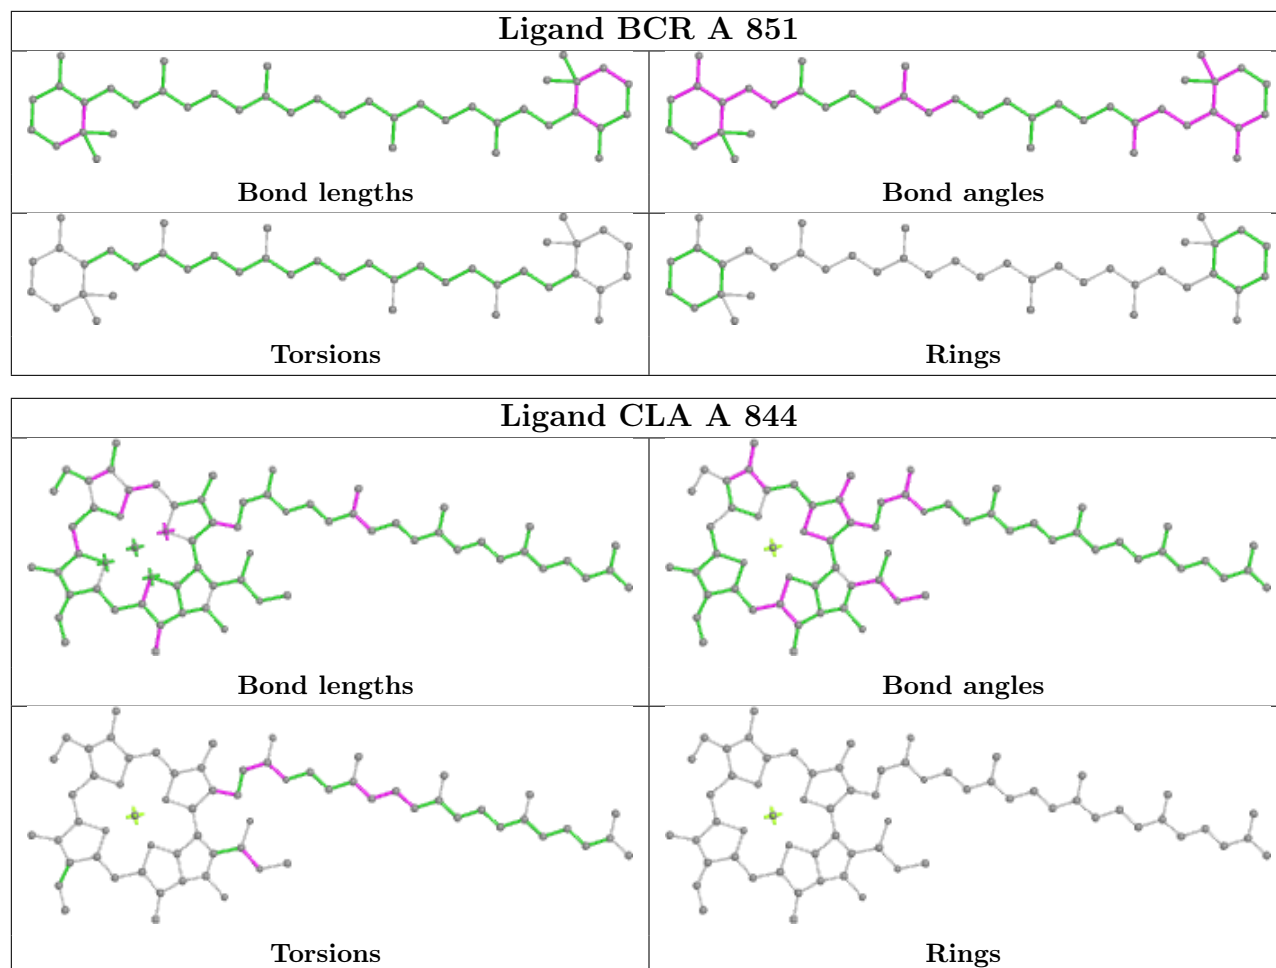 Ligand BCR A 851
Bond lengths
Bond angles
Torsions
Rings
Ligand CLA A 844
Bond lengths
Bond angles
Torsions
Rings